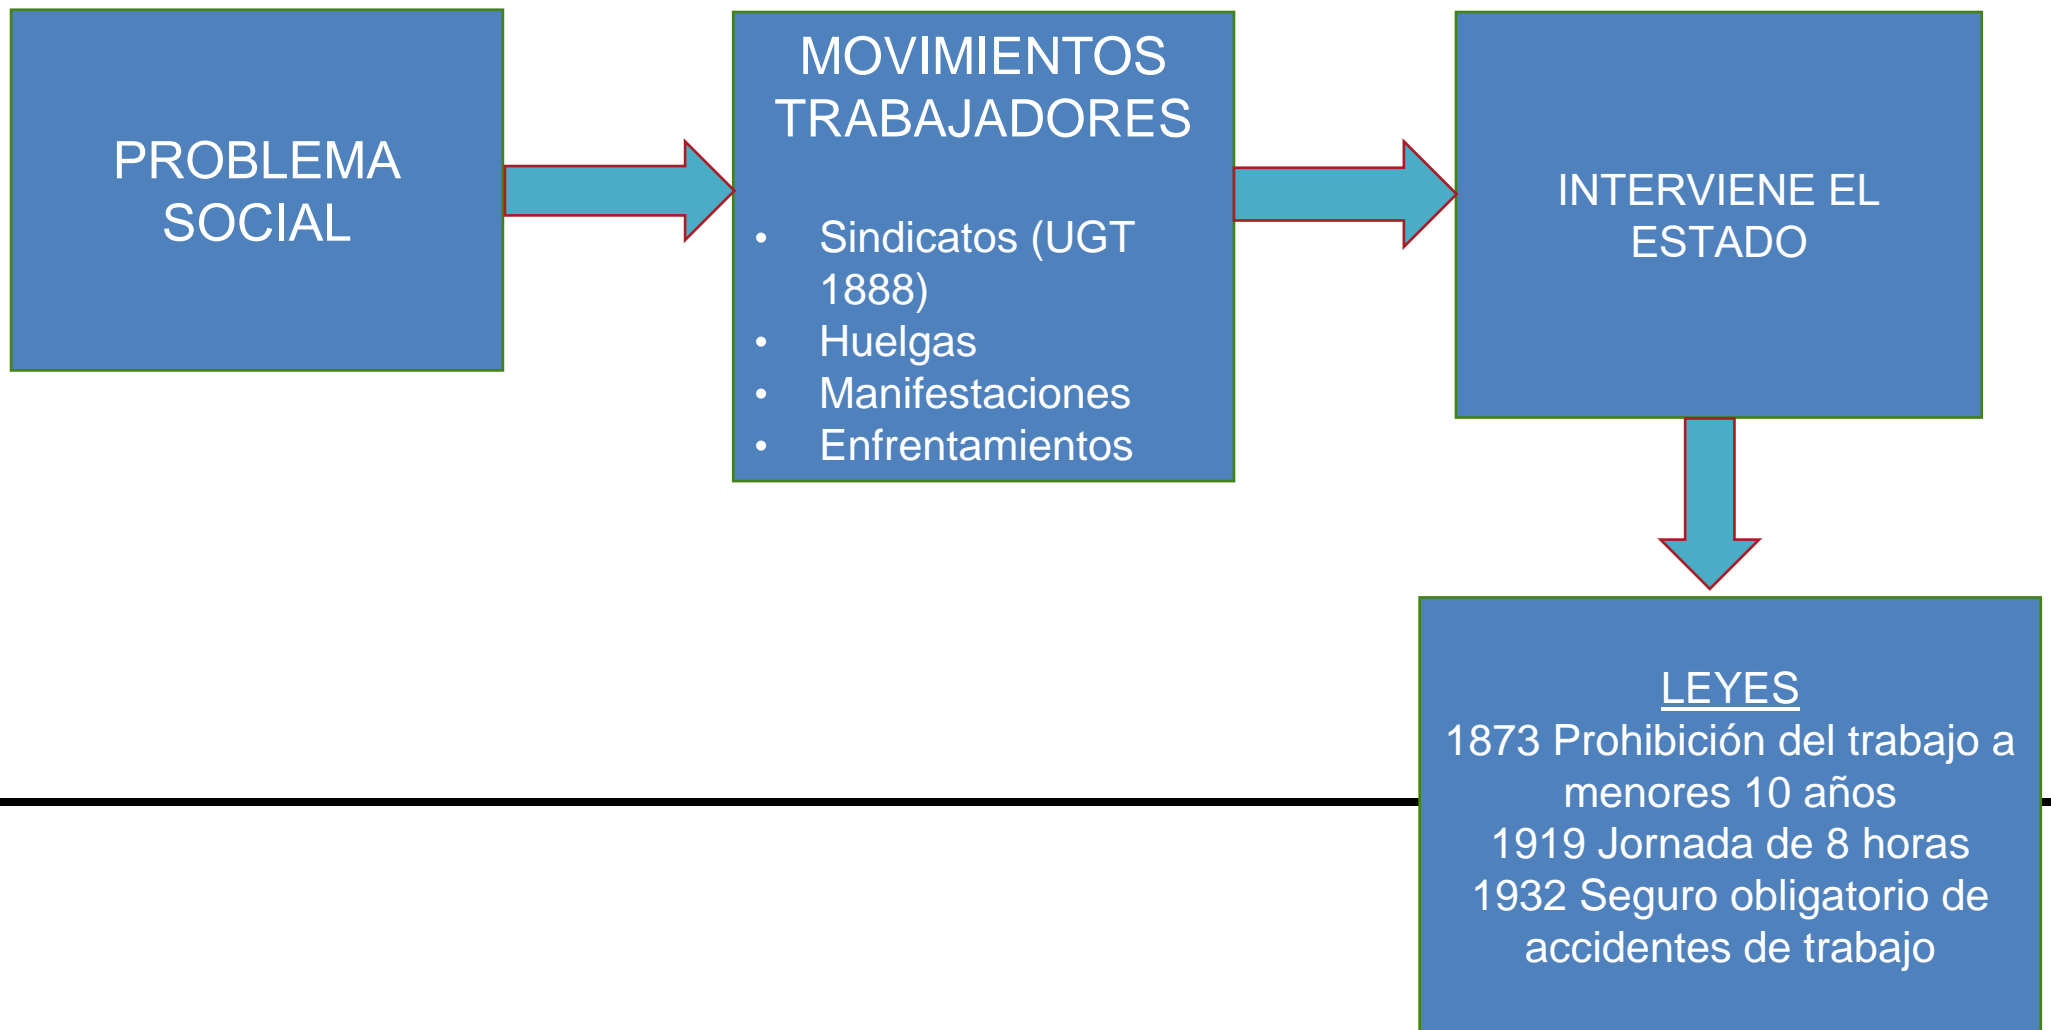 PROBLEMA
SOCIAL
MOVIMIENTOS
TRABAJADORES
• Sindicatos (UGT
1888)
• Huelgas
• Manifestaciones
• Enfrentamientos
INTERVIENE EL
ESTADO
LEYES
1873 Prohibición del trabajo a
menores 10 años
1919 Jornada de 8 horas
1932 Seguro obligatorio de
accidentes de trabajo